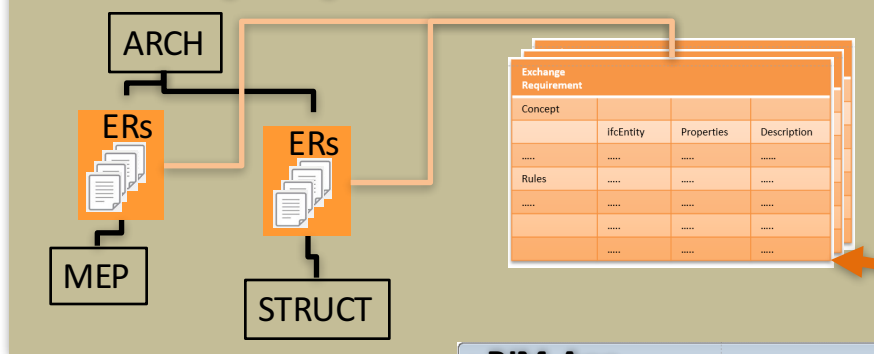 ARCH
ERs
ERs
MEP
STRUCT
Exchange
Requirement
Concept
ifcEntity Properties Description
..... ..... ..... ......
Rules ..... ..... .....
..... ..... ..... .....
..... ..... .....
..... ..... .....